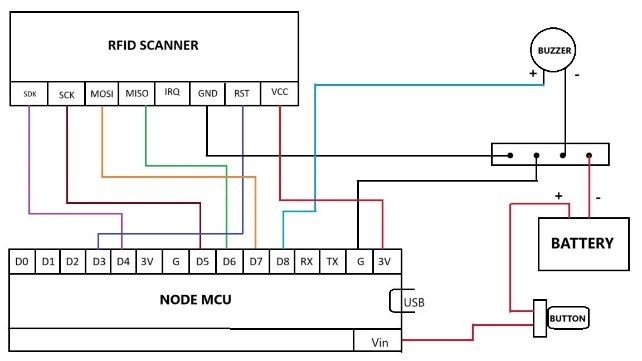 RFID SCANNER
SDK SCK MOSI MISO IRQ GND RST VCC
BUZZER
+ -
+ -
BATTERY
D0 D1 D2 D3 D4 3V G D5 D6 D7 D8 RX TX G 3V
NODE MCU
USB
BUTTON
Vin